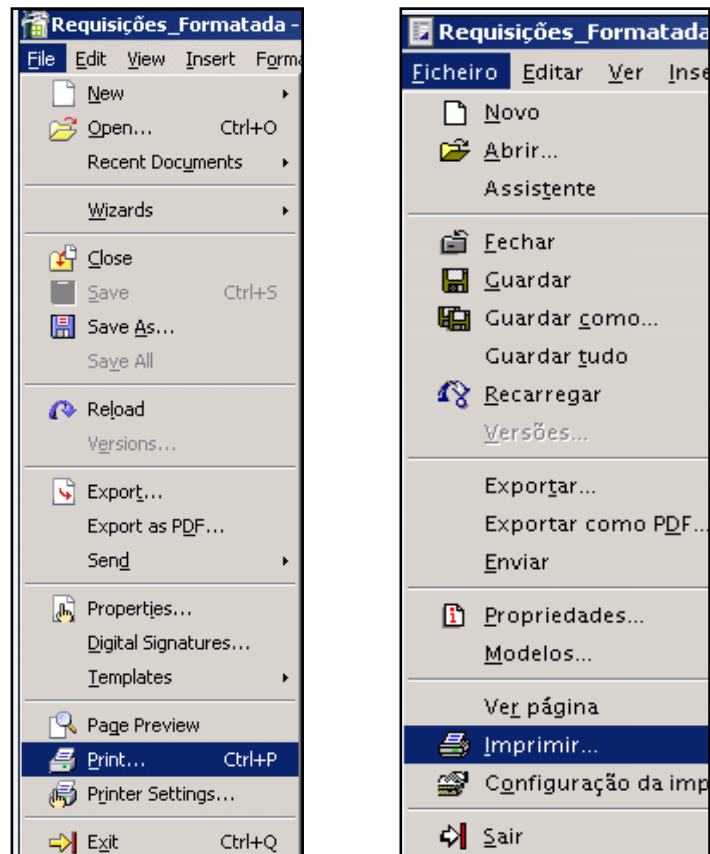 Requisições_Formatada -
File Edit View Insert Forma
New
Open... Ctrl+O
Recent Documents
Wizards
Close
Save Ctrl+S
Save As...
Save All
Reload
Versions...
Export...
Export as PDF...
Send
Properties...
Digital Signatures...
Templates
Page Preview
Print... Ctrl+P
Printer Settings...
Exit Ctrl+Q
Requisições_Formatada
Ficheiro Editar Ver Inse
Novo
Abrir...
Assistente
Fechar
Guardar
Guardar como...
Guardar tudo
Recarregar
Versões...
Exportar...
Exportar como PDF...
Enviar
Propriedades...
Modelos...
Ver página
Imprimir...
Configuração da imp
Sair